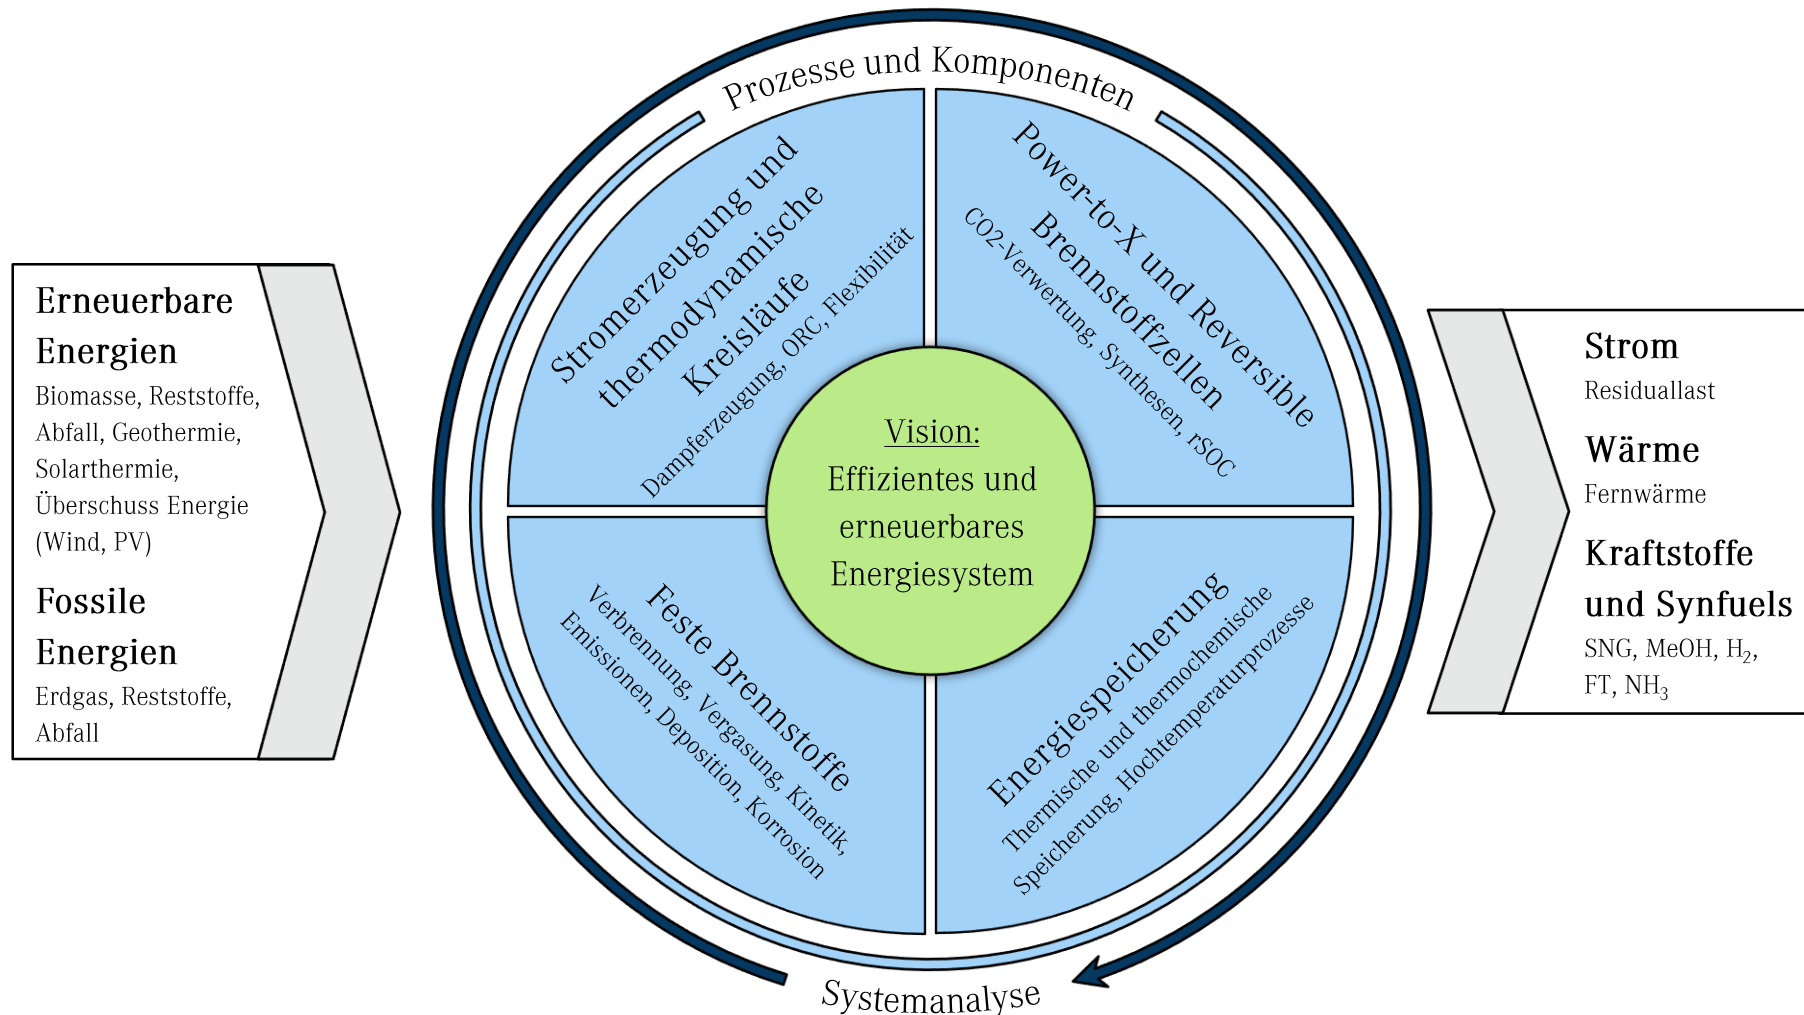 Prozesse und Komponenten
Erneuerbare
Energien
Biomasse, Reststoffe,
Abfall, Geothermie,
Solarthermie,
Überschuss Energie
(Wind, PV)
Fossile
Energien
Erdgas, Reststoffe,
Abfall
Stromerzeugung und
thermodynamische
Kreisläufe
Dampferzeugung, ORC, Flexibilität
Power-to-X und Reversible
Brennstoffzellen
CO2-Verwertung, Synthesen, rSOC
Vision:
Effizientes und
erneuerbares
Energiesystem
Feste Brennstoffe
Verbrennung, Vergasung, Kinetik,
Emissionen, Deposition, Korrosion
Energiespeicherung
Thermische und thermochemische
Speicherung, Hochtemperaturprozesse
Strom
Residuallast
Wärme
Fernwärme
Kraftstoffe
und Synfuels
SNG, MeOH, H₂,
FT, NH₃
Systemanalyse